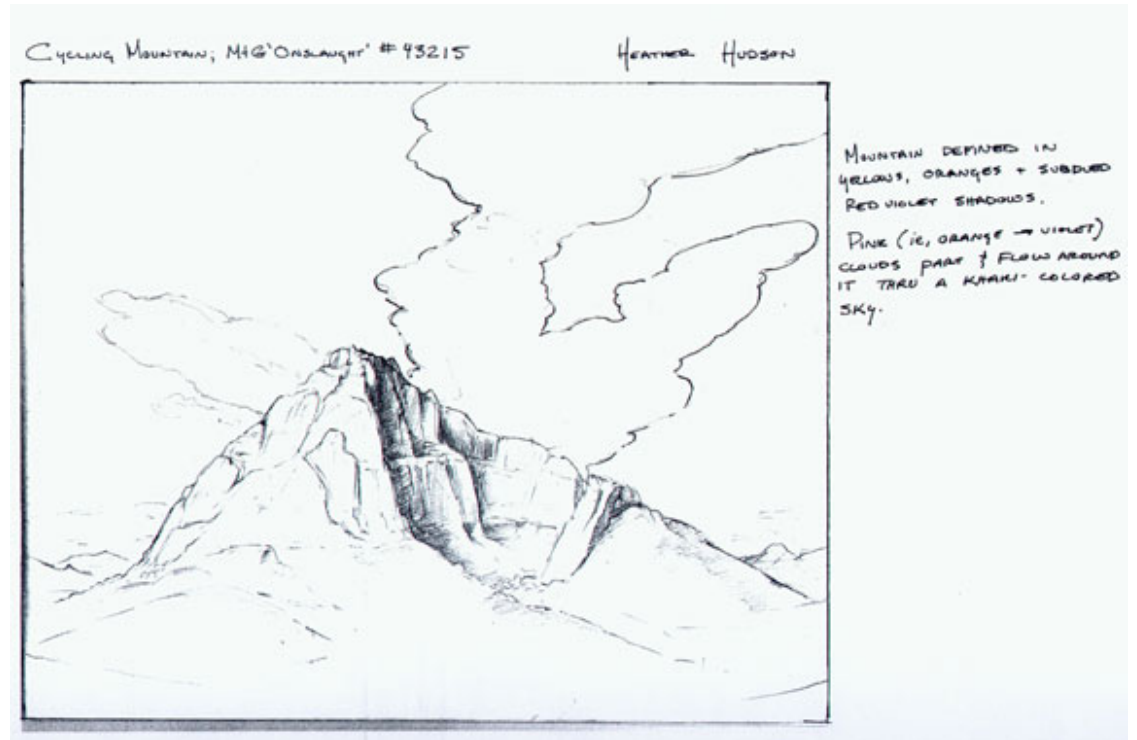 Cycling Mountain; MtG 'Onslaught' #43215
Heather Hudson
Mountain defined in
yellows, oranges + subdued
red violet shadows.
Pink (ie, orange → violet)
clouds part & flow around
it thru a khaki-colored
sky.